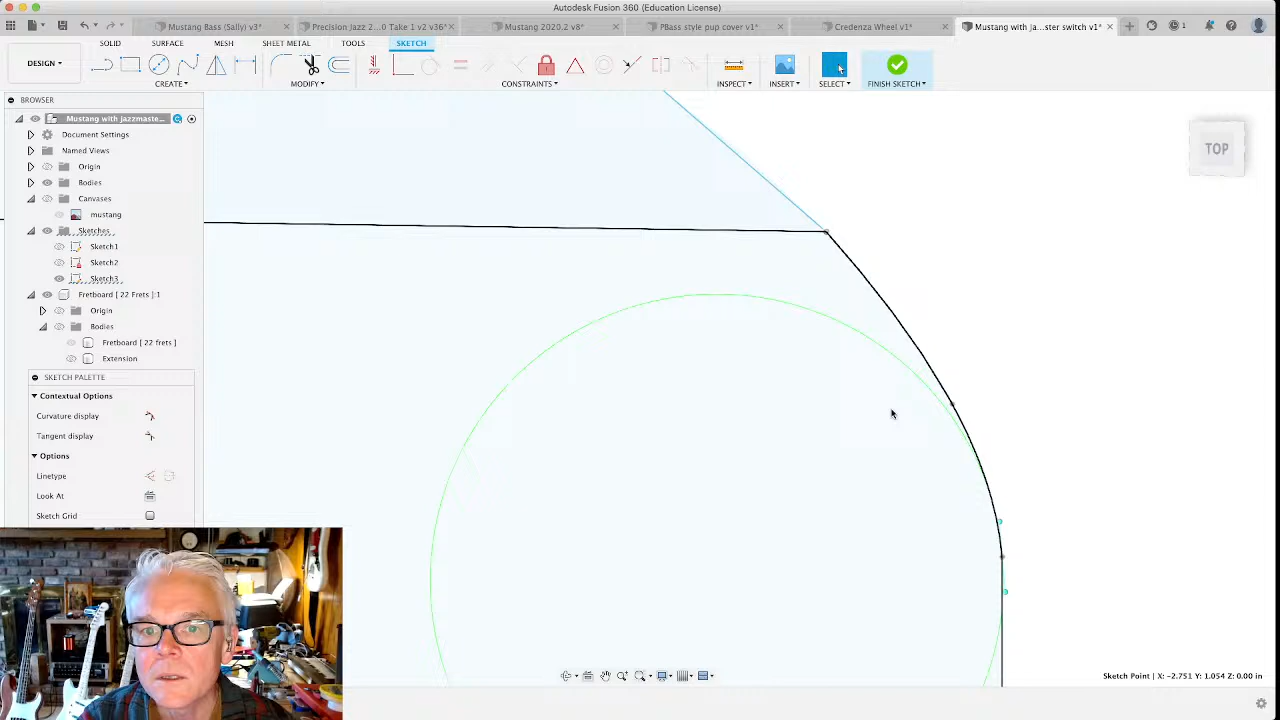 Autodesk Fusion 360 (Education License)
Mustang Bass (Sally) v3*
Precision Jazz 2...0 Take 1 v2 v36*
Mustang 2020.2 v8*
PBass style pup cover v1*
Credenza Wheel v1*
Mustang with ja...ster switch v1*
1
SOLID
SURFACE
MESH
SHEET METAL
TOOLS
SKETCH
DESIGN
CREATE
MODIFY
CONSTRAINTS
INSPECT
INSERT
SELECT
FINISH SKETCH
BROWSER
Mustang with jazzmaste...
Document Settings
Named Views
Origin
Bodies
Canvases
mustang
Sketches
Sketch1
Sketch2
Sketch3
Fretboard [ 22 Frets ]:1
Origin
Bodies
Fretboard [ 22 frets ]
Extension
SKETCH PALETTE
Contextual Options
Curvature display
Tangent display
Options
Linetype
Look At
Sketch Grid
TOP
Sketch Point | X: -2.751 Y: 1.054 Z: 0.00 in